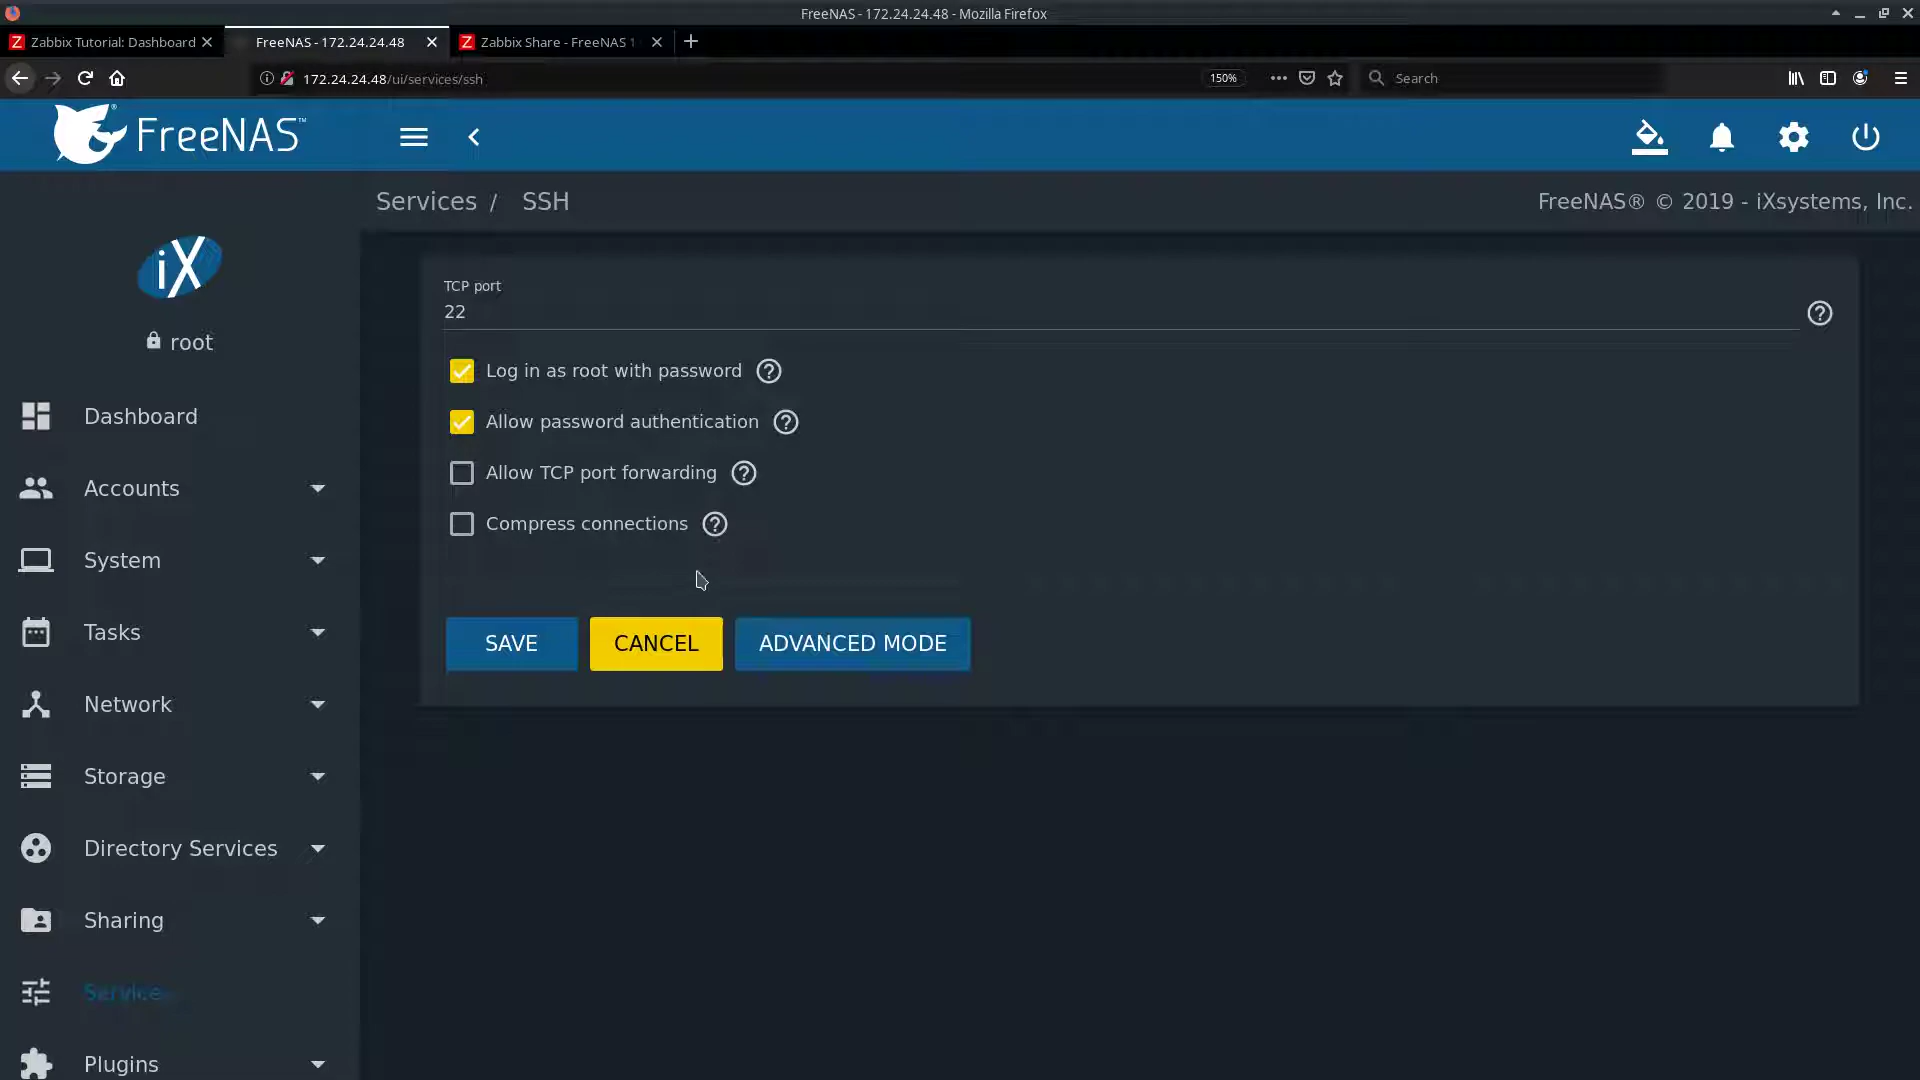 FreeNAS - 172.24.24.48 - Mozilla Firefox
Zabbix Tutorial: Dashboard
FreeNAS - 172.24.24.48
Zabbix Share - FreeNAS 1
172.24.24.48/ui/services/ssh
150%
Search
FreeNAS™
Services / SSH
FreeNAS® © 2019 - iXsystems, Inc.
iX
root
Dashboard
Accounts
System
Tasks
Network
Storage
Directory Services
Sharing
Service
Plugins
TCP port
22
Log in as root with password
Allow password authentication
Allow TCP port forwarding
Compress connections
SAVE
CANCEL
ADVANCED MODE